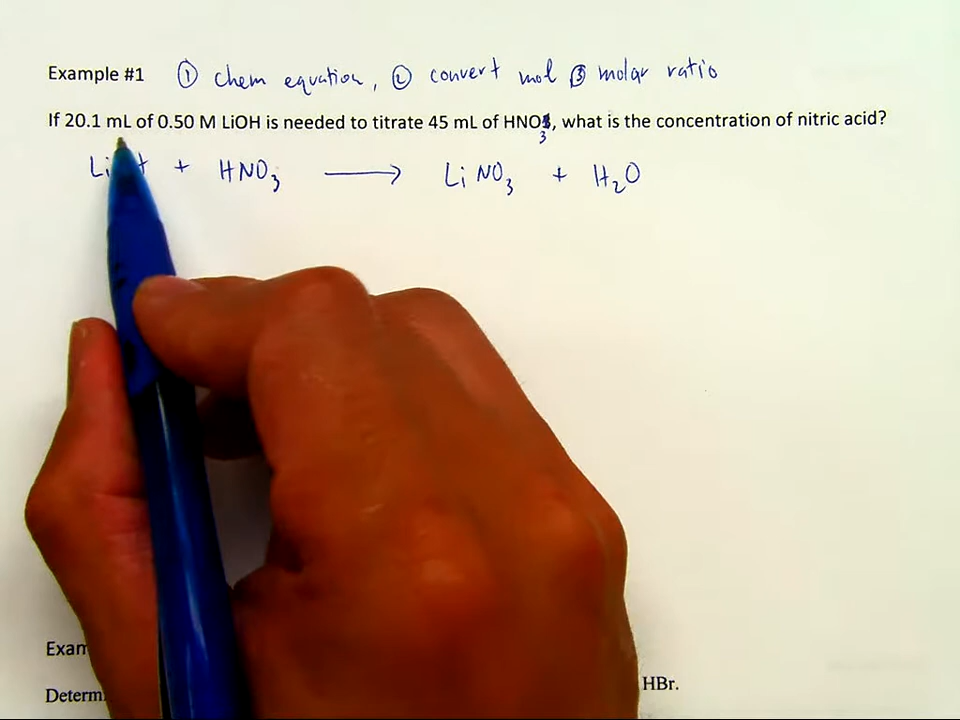 Example #1 ① chem equation, ② convert mol ③ molar ratio
If 20.1 mL of 0.50 M LiOH is needed to titrate 45 mL of HNO3, what is the concentration of nitric acid?
+ HNO3 ⟶ LiNO3 + H2O
HBr.